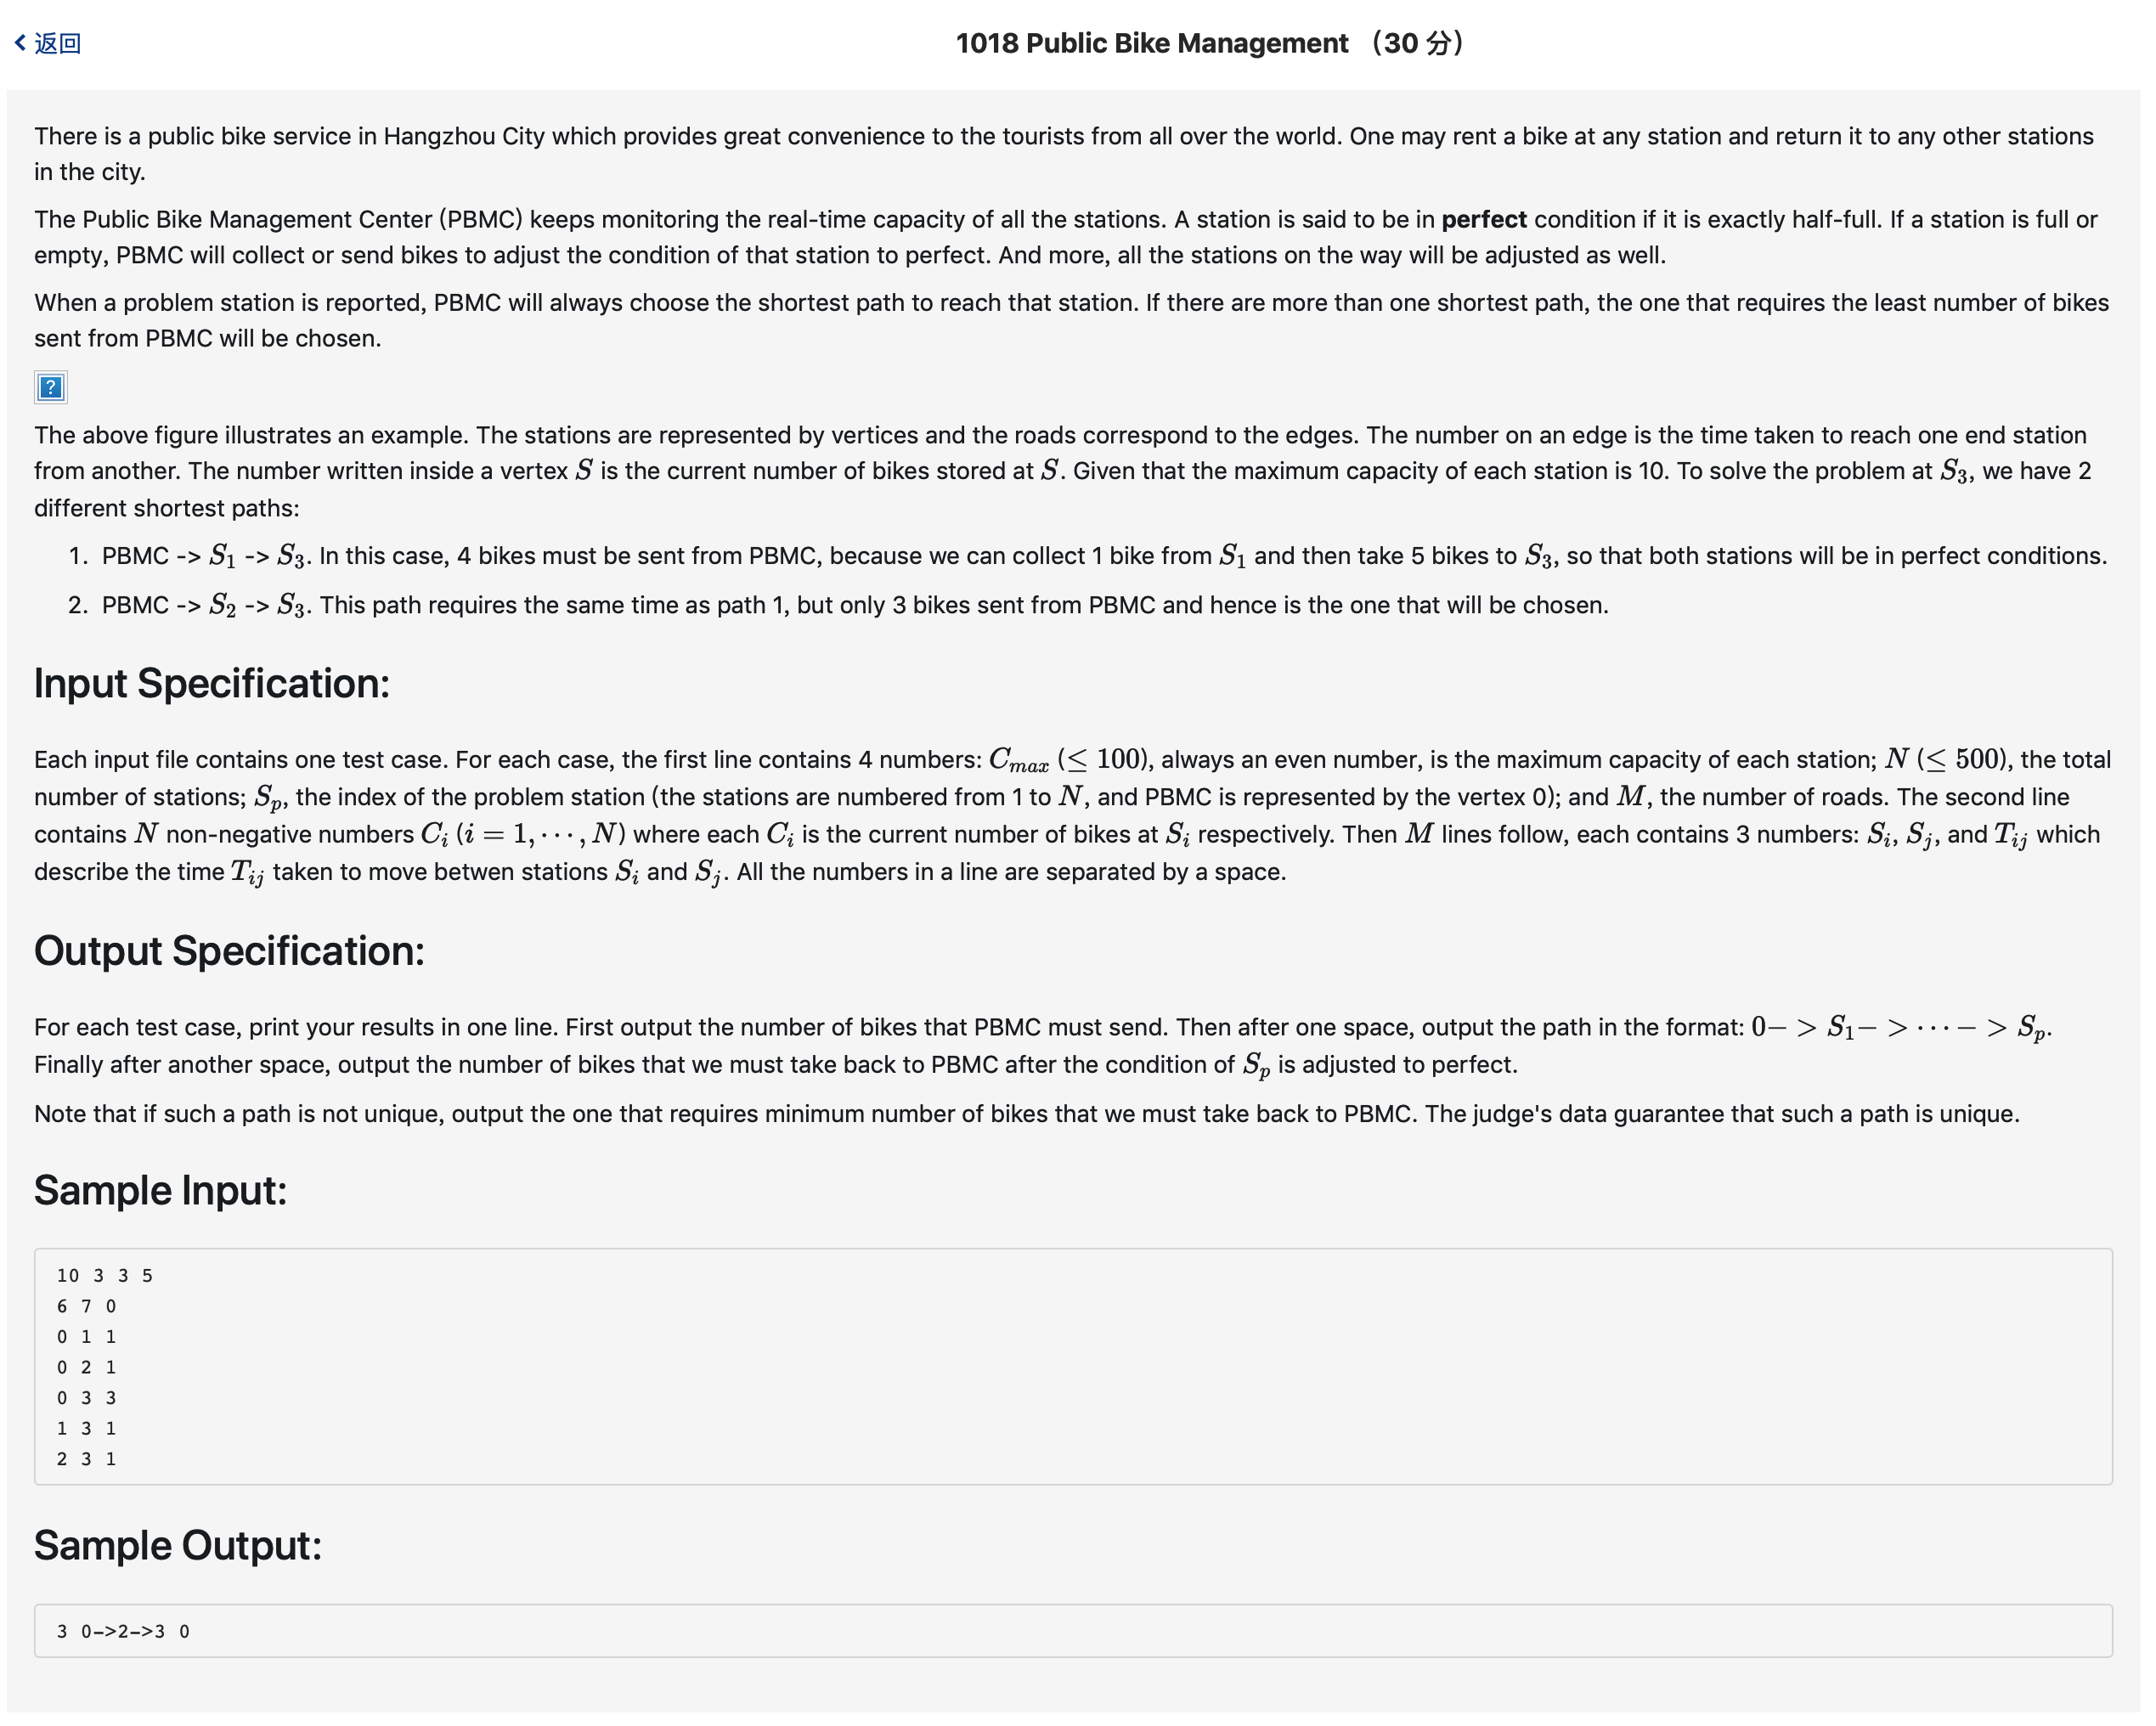 返回
1018 Public Bike Management （30 分）
There is a public bike service in Hangzhou City which provides great convenience to the tourists from all over the world. One may rent a bike at any station and return it to any other stations
in the city.
The Public Bike Management Center (PBMC) keeps monitoring the real-time capacity of all the stations. A station is said to be in perfect condition if it is exactly half-full. If a station is full or
empty, PBMC will collect or send bikes to adjust the condition of that station to perfect. And more, all the stations on the way will be adjusted as well.
When a problem station is reported, PBMC will always choose the shortest path to reach that station. If there are more than one shortest path, the one that requires the least number of bikes
sent from PBMC will be chosen.
?
The above figure illustrates an example. The stations are represented by vertices and the roads correspond to the edges. The number on an edge is the time taken to reach one end station
from another. The number written inside a vertex S is the current number of bikes stored at S. Given that the maximum capacity of each station is 10. To solve the problem at S₃, we have 2
different shortest paths:
1. PBMC -> S₁ -> S₃. In this case, 4 bikes must be sent from PBMC, because we can collect 1 bike from S₁ and then take 5 bikes to S₃, so that both stations will be in perfect conditions.
2. PBMC -> S₂ -> S₃. This path requires the same time as path 1, but only 3 bikes sent from PBMC and hence is the one that will be chosen.
Input Specification:
Each input file contains one test case. For each case, the first line contains 4 numbers: C_max (≤ 100), always an even number, is the maximum capacity of each station; N (≤ 500), the total
number of stations; S_p, the index of the problem station (the stations are numbered from 1 to N, and PBMC is represented by the vertex 0); and M, the number of roads. The second line
contains N non-negative numbers C_i (i = 1, ⋯, N) where each C_i is the current number of bikes at S_i respectively. Then M lines follow, each contains 3 numbers: S_i, S_j, and T_ij which
describe the time T_ij taken to move betwen stations S_i and S_j. All the numbers in a line are separated by a space.
Output Specification:
For each test case, print your results in one line. First output the number of bikes that PBMC must send. Then after one space, output the path in the format: 0− > S₁− > ⋯ − > S_p.
Finally after another space, output the number of bikes that we must take back to PBMC after the condition of S_p is adjusted to perfect.
Note that if such a path is not unique, output the one that requires minimum number of bikes that we must take back to PBMC. The judge's data guarantee that such a path is unique.
Sample Input:
10 3 3 5
6 7 0
0 1 1
0 2 1
0 3 3
1 3 1
2 3 1
Sample Output:
3 0->2->3 0